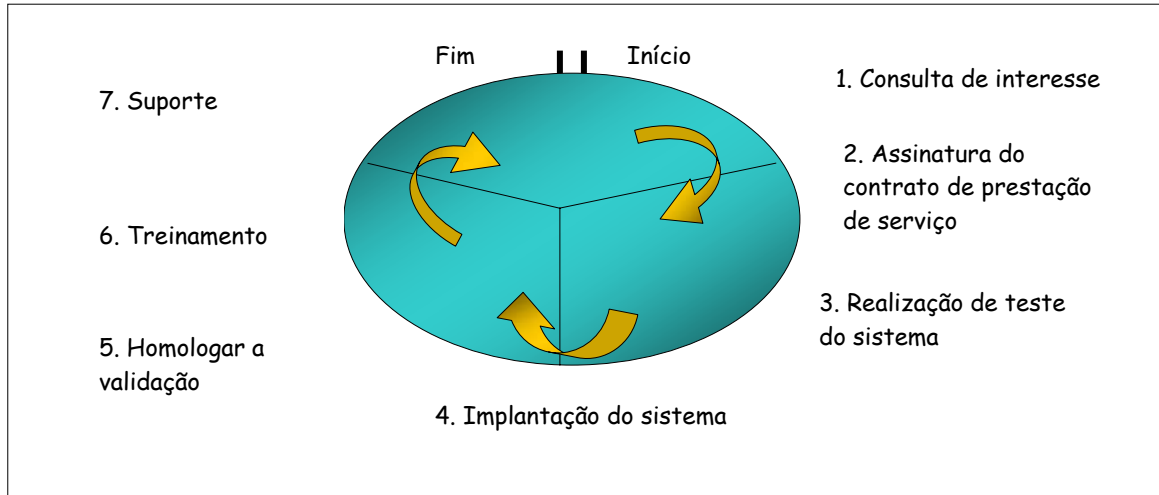 Fim
Início
1. Consulta de interesse
2. Assinatura do
contrato de prestação
de serviço
3. Realização de teste
do sistema
4. Implantação do sistema
5. Homologar a
validação
6. Treinamento
7. Suporte